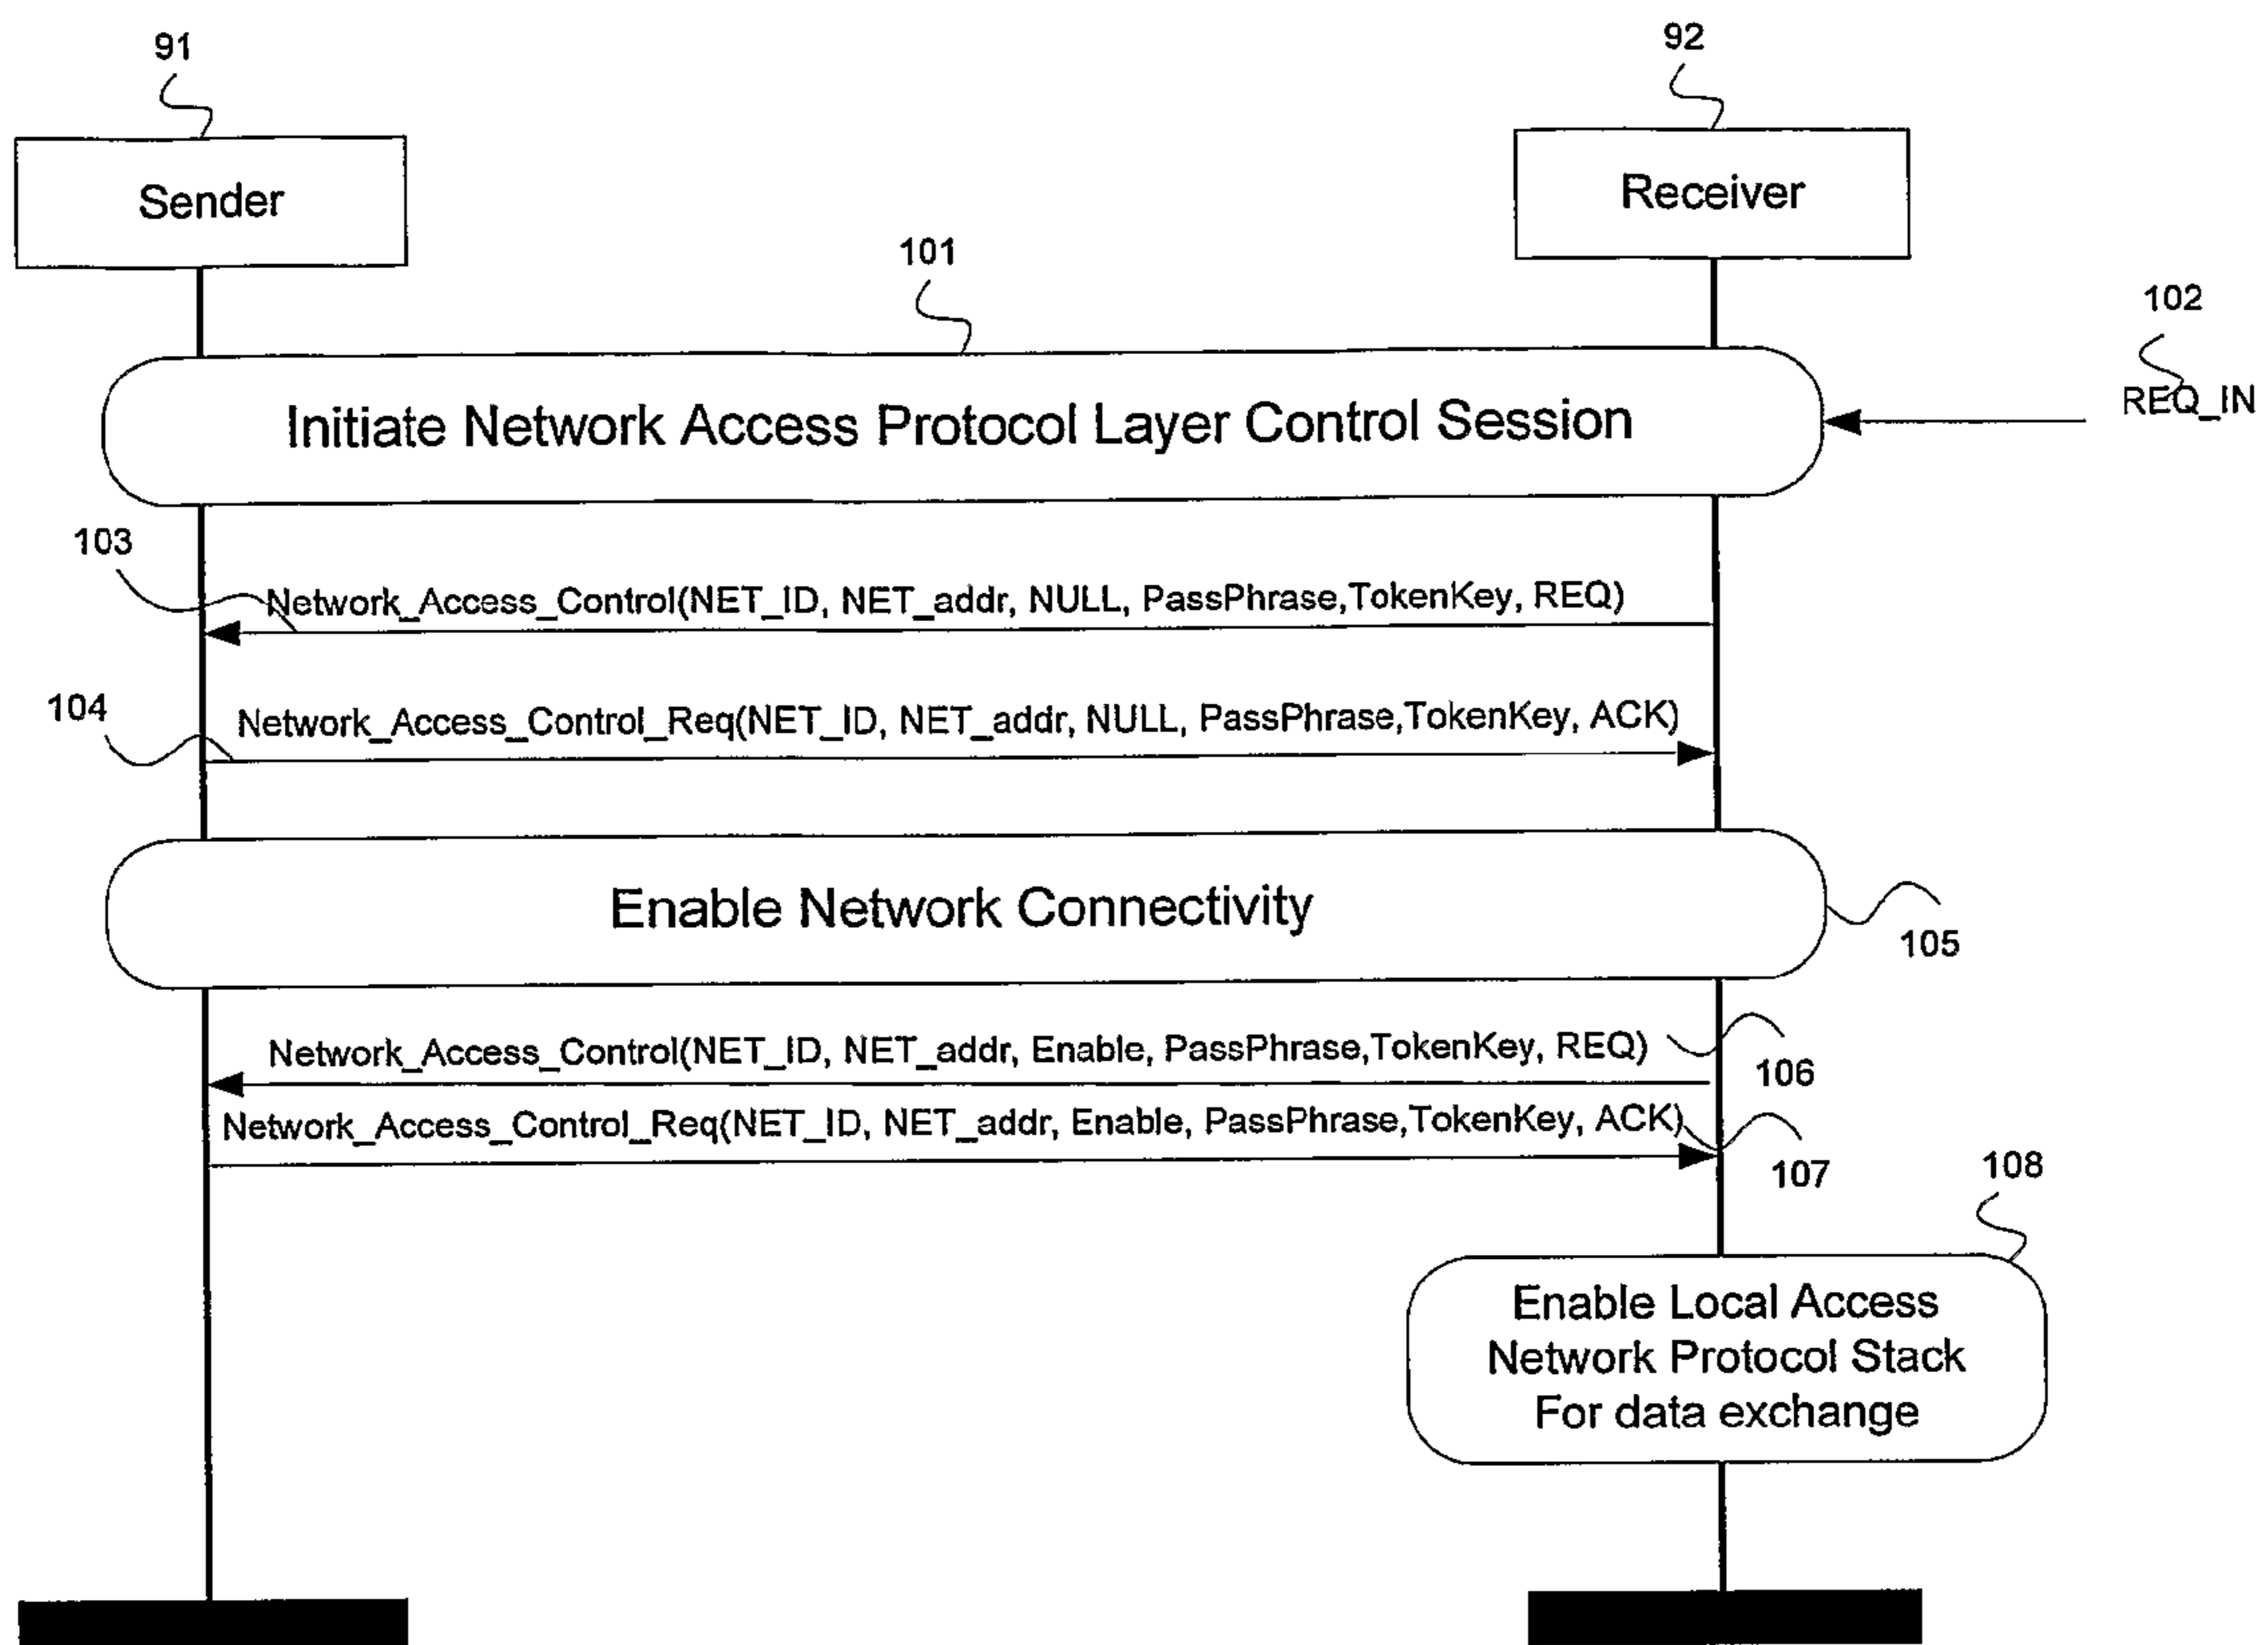 91
92
Sender
Receiver
101
102
REQ_IN
Initiate Network Access Protocol Layer Control Session
103
Network_Access_Control(NET_ID, NET_addr, NULL, PassPhrase,TokenKey, REQ)
104
Network_Access_Control_Req(NET_ID, NET_addr, NULL, PassPhrase,TokenKey, ACK)
Enable Network Connectivity
105
Network_Access_Control(NET_ID, NET_addr, Enable, PassPhrase,TokenKey, REQ)
106
Network_Access_Control_Req(NET_ID, NET_addr, Enable, PassPhrase,TokenKey, ACK)
107
108
Enable Local Access
Network Protocol Stack
For data exchange